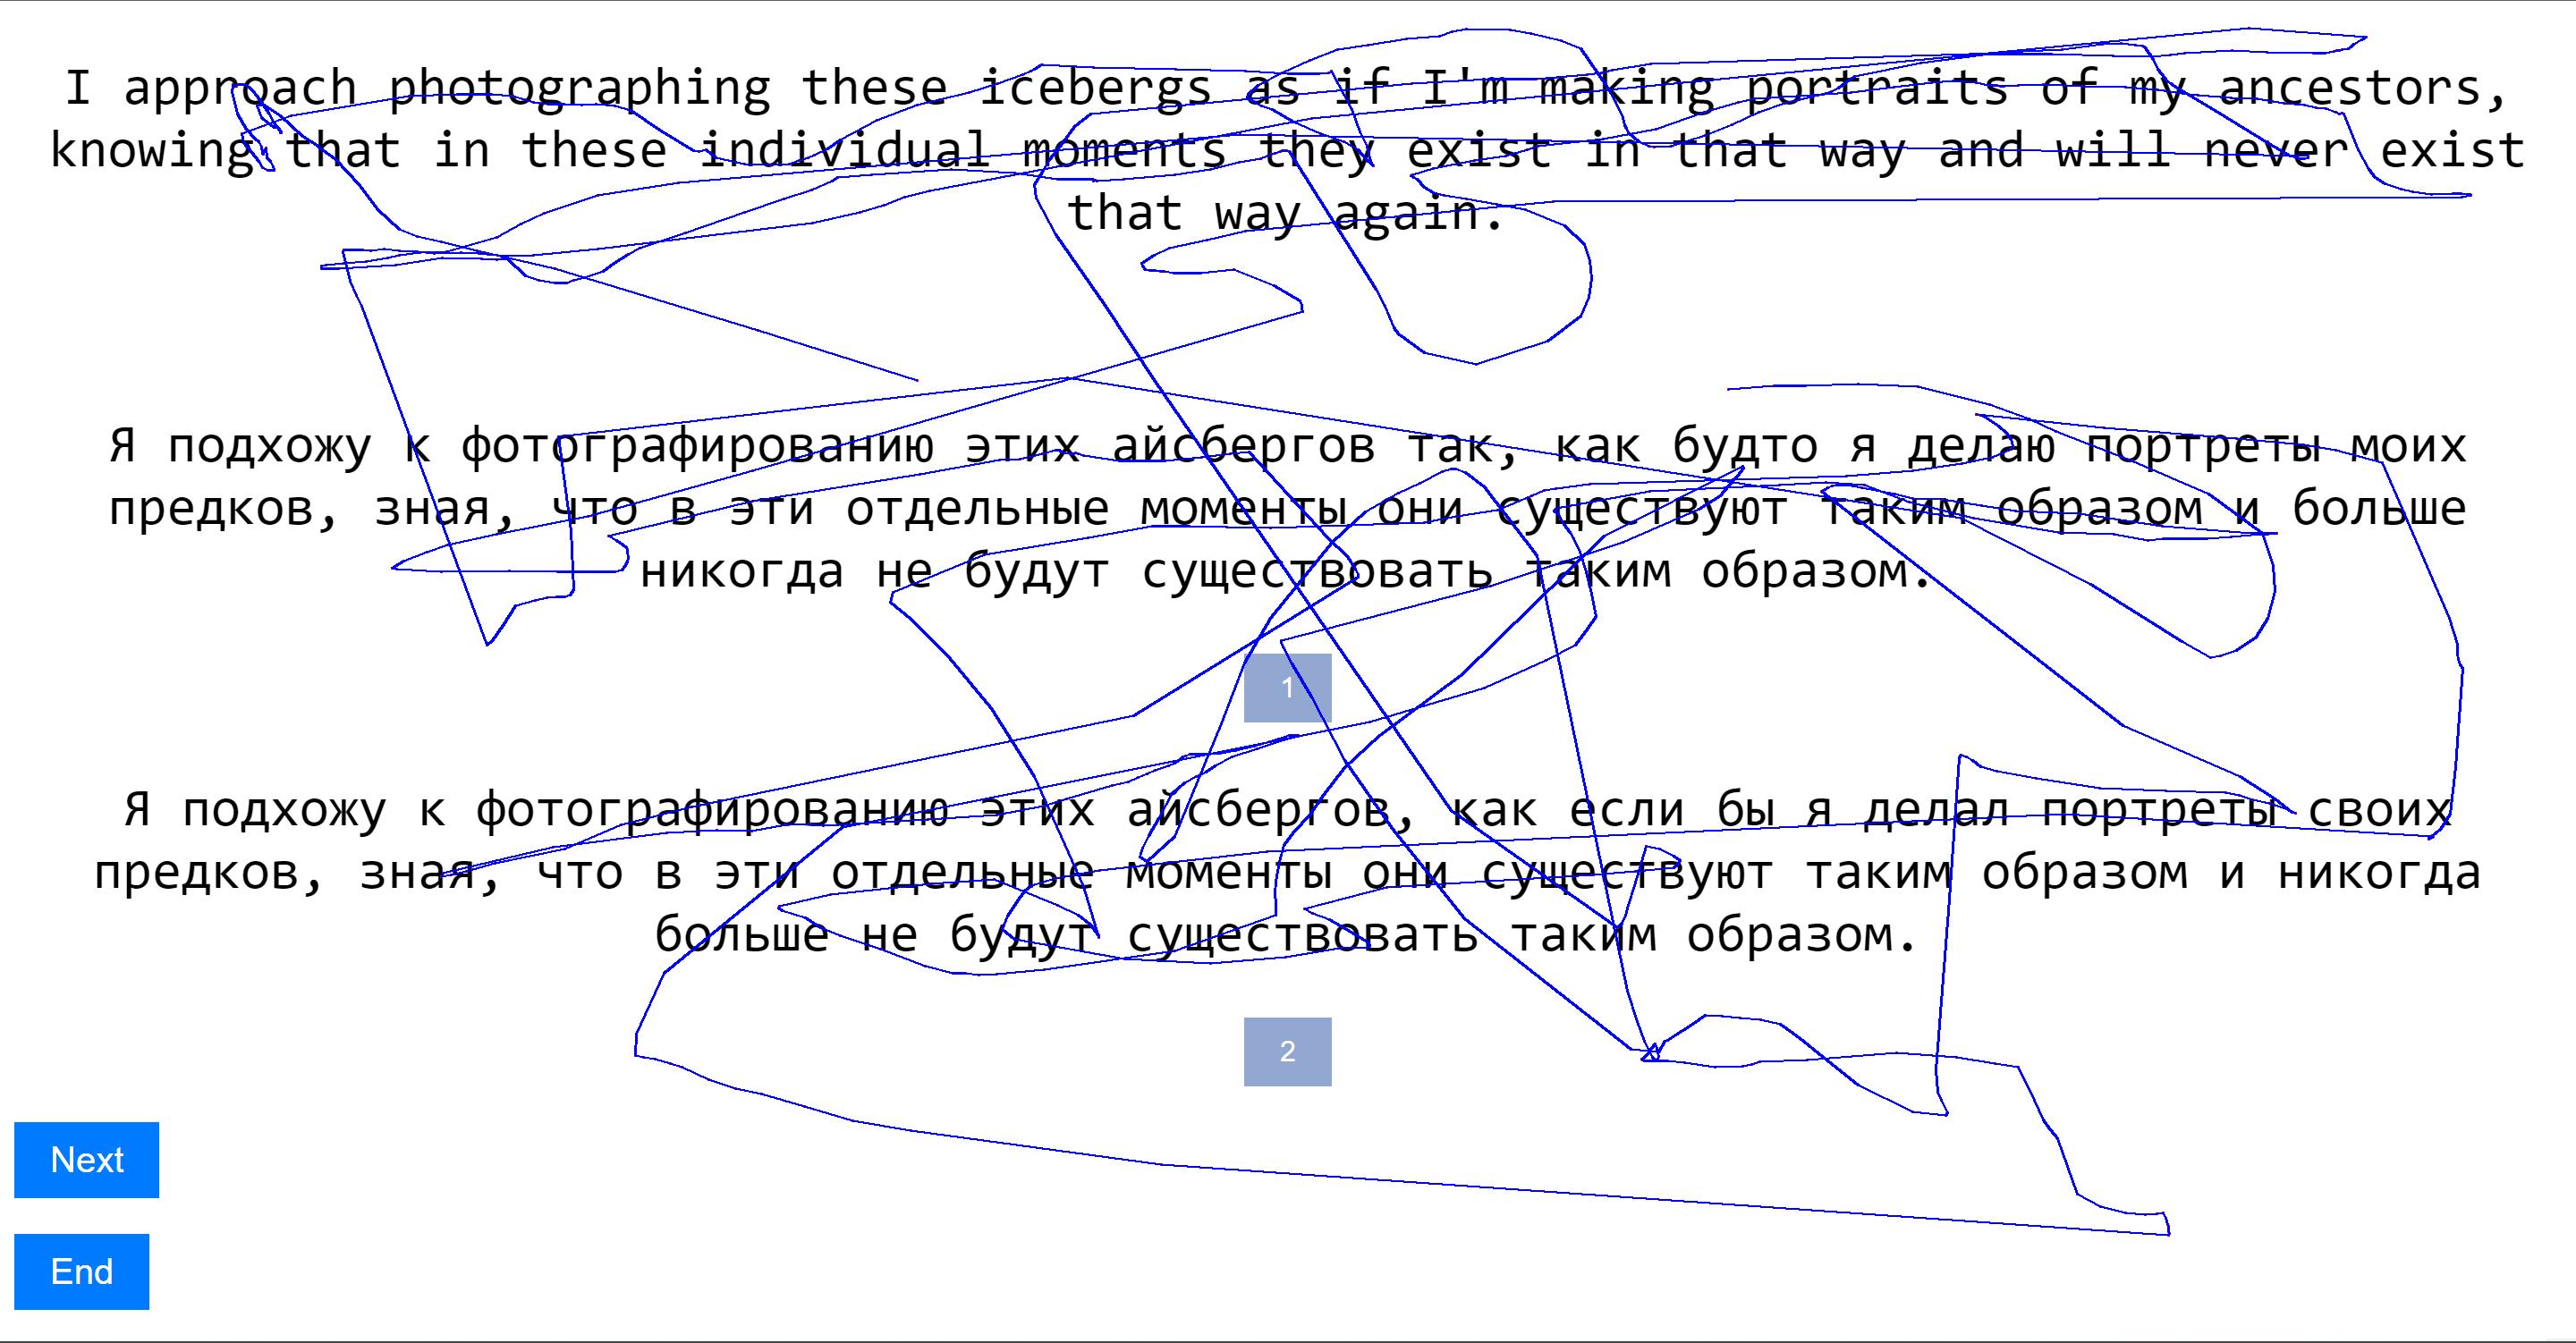 I approach photographing these icebergs as if I'm making portraits of my ancestors,
knowing that in these individual moments they exist in that way and will never exist
that way again.
Я подхожу к фотографированию этих айсбергов так, как будто я делаю портреты моих
предков, зная, что в эти отдельные моменты они существуют таким образом и больше
никогда не будут существовать таким образом.
1
Я подхожу к фотографированию этих айсбергов, как если бы я делал портреты своих
предков, зная, что в эти отдельные моменты они существуют таким образом и никогда
больше не будут существовать таким образом.
2
Next
End